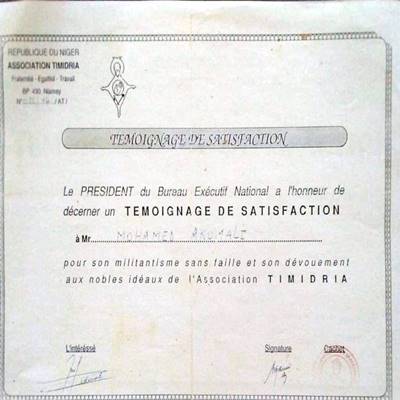 REPUBLIQUE DU NIGER
ASSOCIATION TIMIDRIA
Fraternité - Egalité - Travail
BP 430 Niamey
TEMOIGNAGE DE SATISFACTION
Le PRESIDENT du Bureau Exécutif National a l'honneur de
décerner un TEMOIGNAGE DE SATISFACTION
à Mr. MOHAMED
pour son militantisme sans faille et son dévouement
aux nobles idéaux de l'Association TIMIDRIA
L'intéréssé Signature Cachet